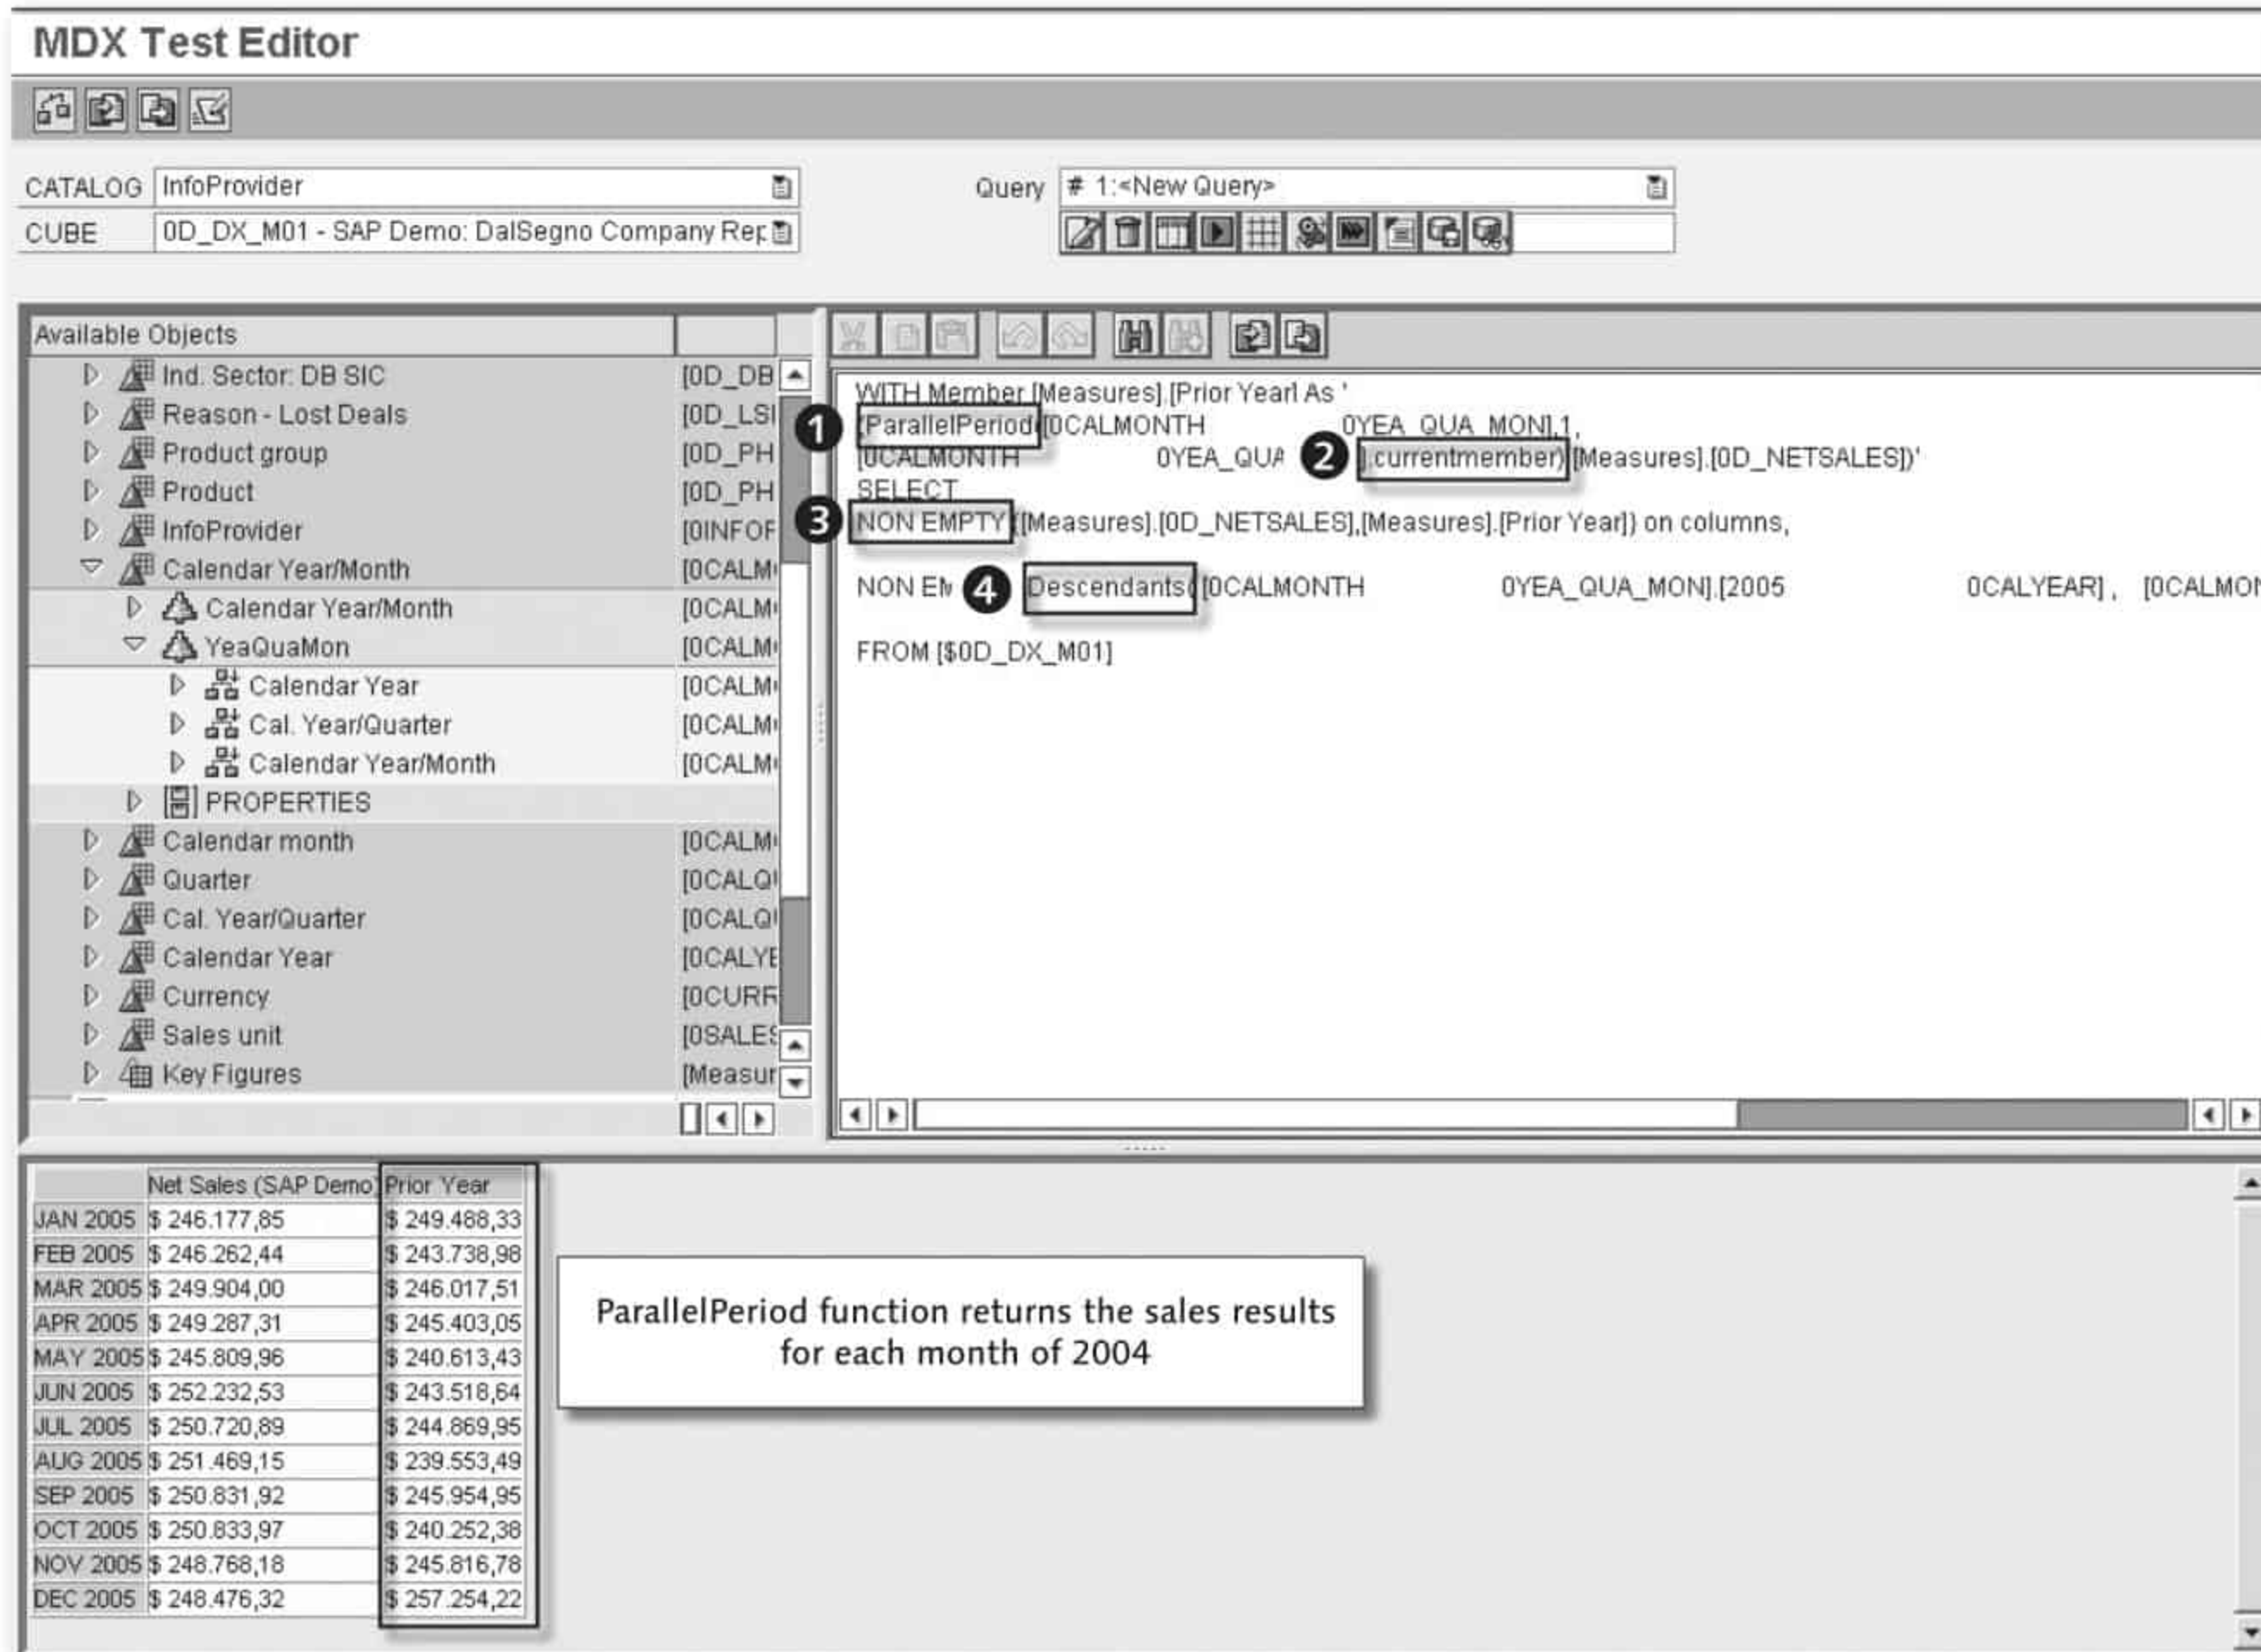 MDX Test Editor
CATALOG InfoProvider
CUBE 0D_DX_M01 - SAP Demo: DalSegno Company Rep
Query # 1:<New Query>
Available Objects
Ind. Sector: DB SIC [0D_DB
Reason - Lost Deals [0D_LSI
Product group [0D_PH
Product [0D_PH
InfoProvider [0INFOF
Calendar Year/Month [0CALM
Calendar Year/Month [0CALM
YeaQuaMon [0CALM
Calendar Year [0CALM
Cal. Year/Quarter [0CALM
Calendar Year/Month [0CALM
PROPERTIES
Calendar month [0CALM
Quarter [0CALQ
Cal. Year/Quarter [0CALQ
Calendar Year [0CALYE
Currency [0CURR
Sales unit [0SALES
Key Figures [Measur
WITH Member [Measures].[Prior Year] As '
1 (ParallelPeriod([0CALMONTH 0YEA_QUA_MON],1,
[0CALMONTH 0YEA_QUA 2 ].currentmember),[Measures].[0D_NETSALES])'
SELECT
3 NON EMPTY {[Measures].[0D_NETSALES],[Measures].[Prior Year]} on columns,
NON EM 4 Descendants( [0CALMONTH 0YEA_QUA_MON].[2005 0CALYEAR] , [0CALMON
FROM [$0D_DX_M01]
Net Sales (SAP Demo) Prior Year
JAN 2005 $ 246.177,85 $ 249.488,33
FEB 2005 $ 246.262,44 $ 243.738,98
MAR 2005 $ 249.904,00 $ 246.017,51
APR 2005 $ 249.287,31 $ 245.403,05
MAY 2005 $ 245.809,96 $ 240.613,43
JUN 2005 $ 252.232,53 $ 243.518,64
JUL 2005 $ 250.720,89 $ 244.869,95
AUG 2005 $ 251.469,15 $ 239.553,49
SEP 2005 $ 250.831,92 $ 245.954,95
OCT 2005 $ 250.833,97 $ 240.252,38
NOV 2005 $ 248.768,18 $ 245.816,78
DEC 2005 $ 248.476,32 $ 257.254,22
ParallelPeriod function returns the sales results
for each month of 2004